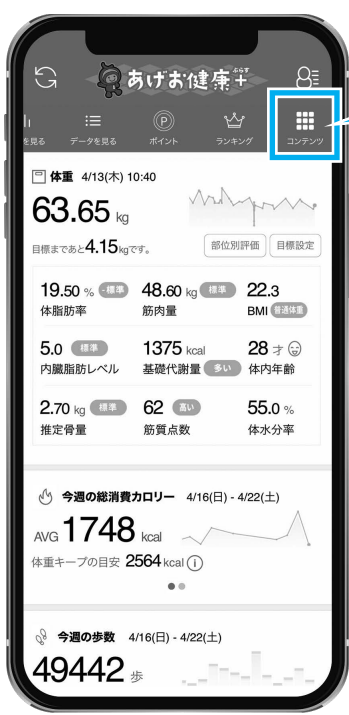 あげお健康＋
ぷらす
を見る データを見る ポイント ランキング コンテンツ
体重 4/13(木) 10:40
63.65 kg
目標まであと4.15kgです。 部位別評価 目標設定
19.50 % -標準 48.60 kg 標準 22.3
体脂肪率 筋肉量 BMI 普通体重
5.0 標準 1375 kcal 28 才
内臓脂肪レベル 基礎代謝量 多い 体内年齢
2.70 kg 標準 62 高い 55.0 %
推定骨量 筋質点数 体水分率
今週の総消費カロリー 4/16(日) - 4/22(土)
AVG 1748 kcal
体重キープの目安 2564 kcal i
今週の歩数 4/16(日) - 4/22(土)
49442 歩